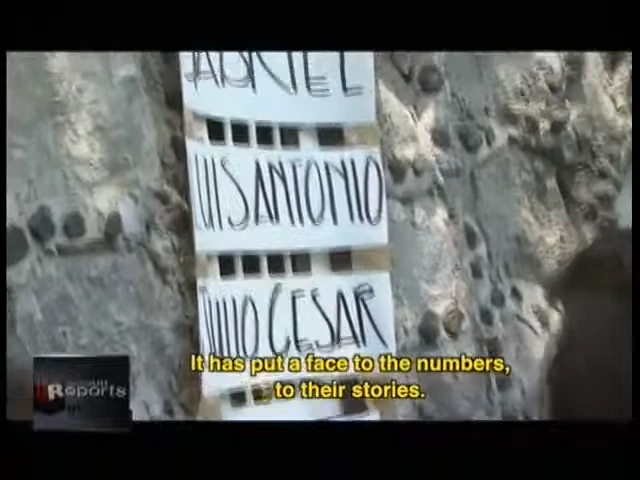 LUIS ANTONIO
JULIO CESAR
It has put a face to the numbers,
to their stories.
Reports